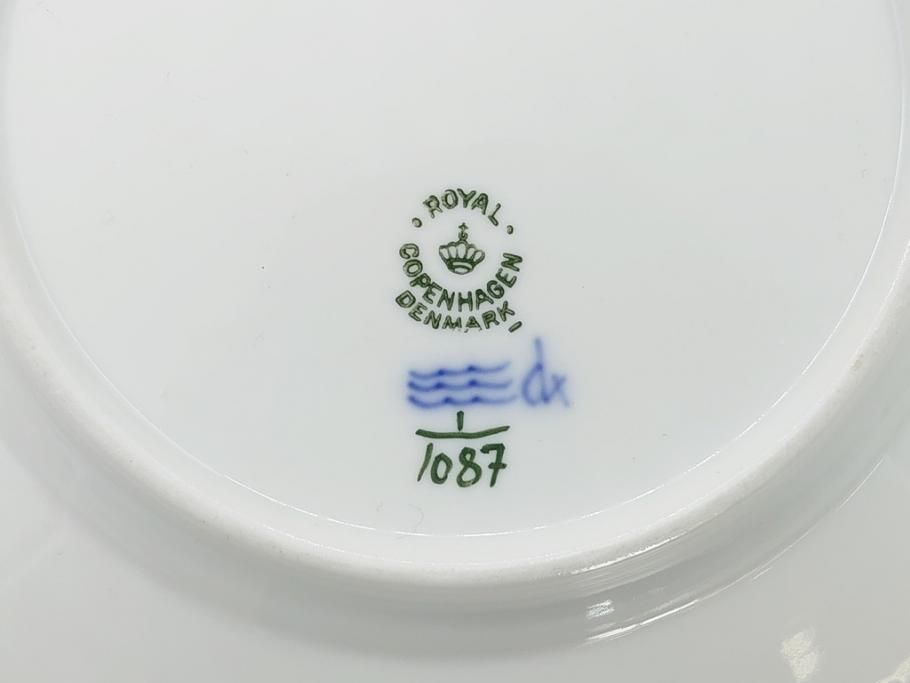 · ROYAL ·
COPENHAGEN
DENMARK
dx
1
1087